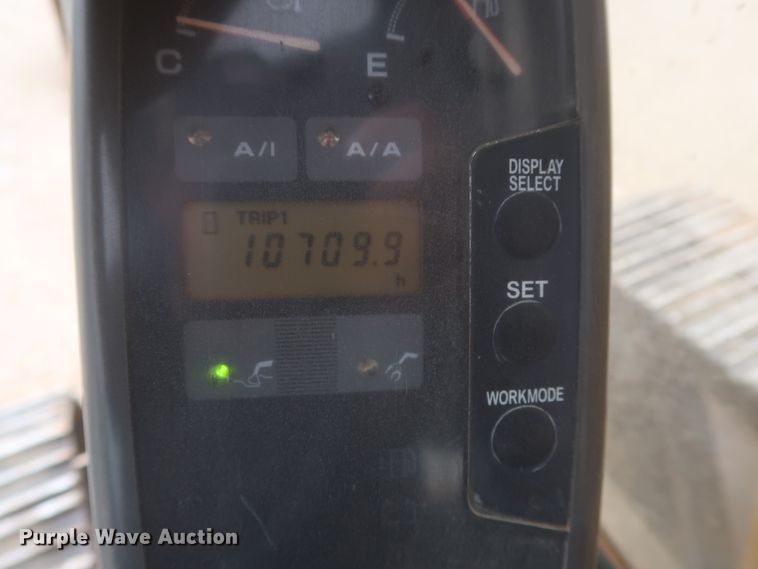 C
E
A/I
A/A
DISPLAY
SELECT
TRIP1
10709.9
h
SET
WORKMODE
Purple Wave Auction